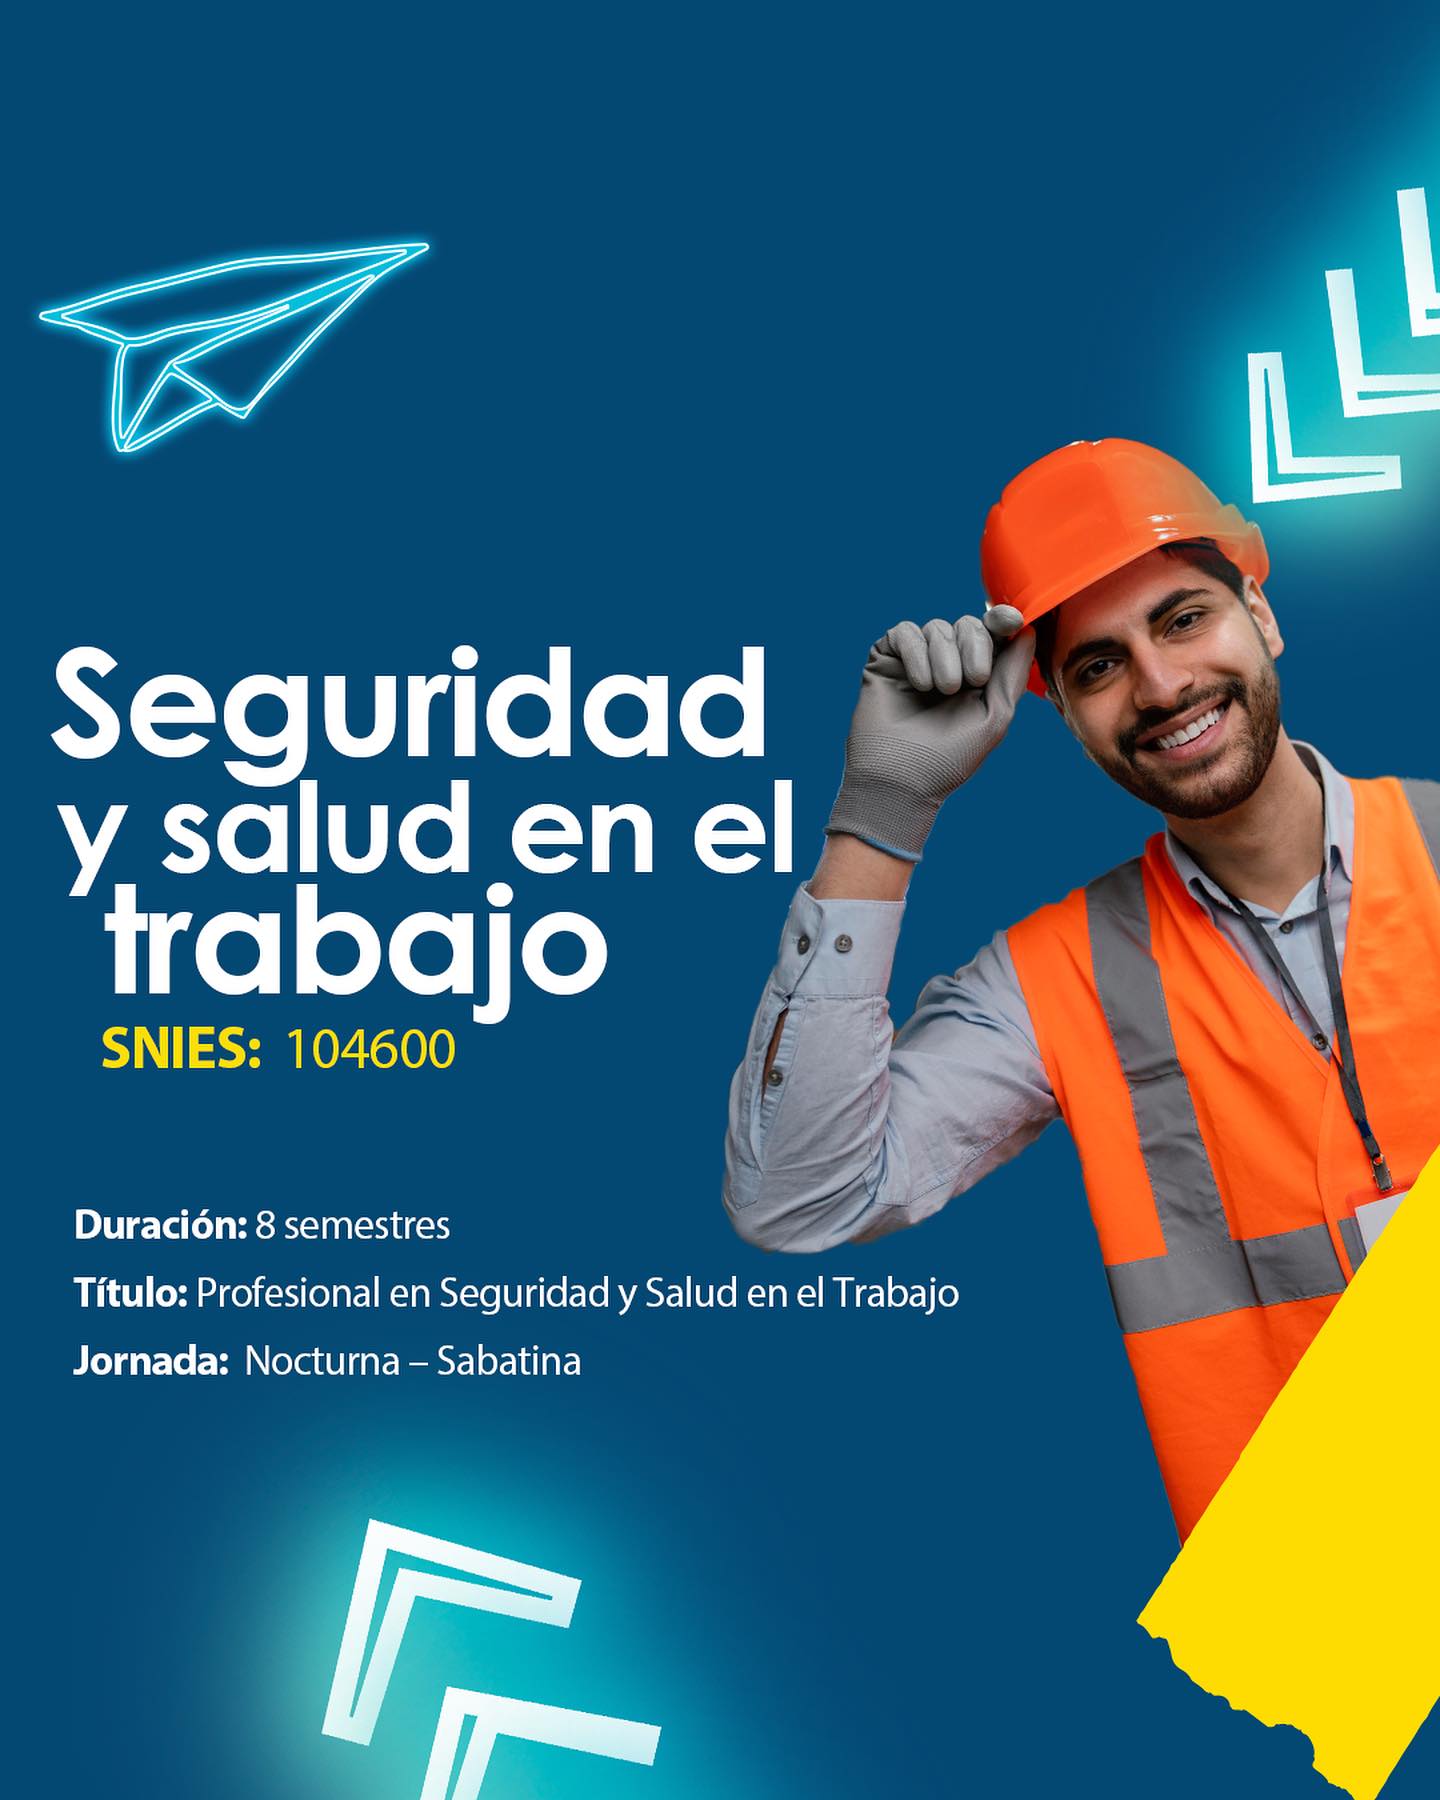 Seguridad
y salud en el
trabajo
SNIES: 104600
Duración: 8 semestres
Título: Profesional en Seguridad y Salud en el Trabajo
Jornada: Nocturna – Sabatina